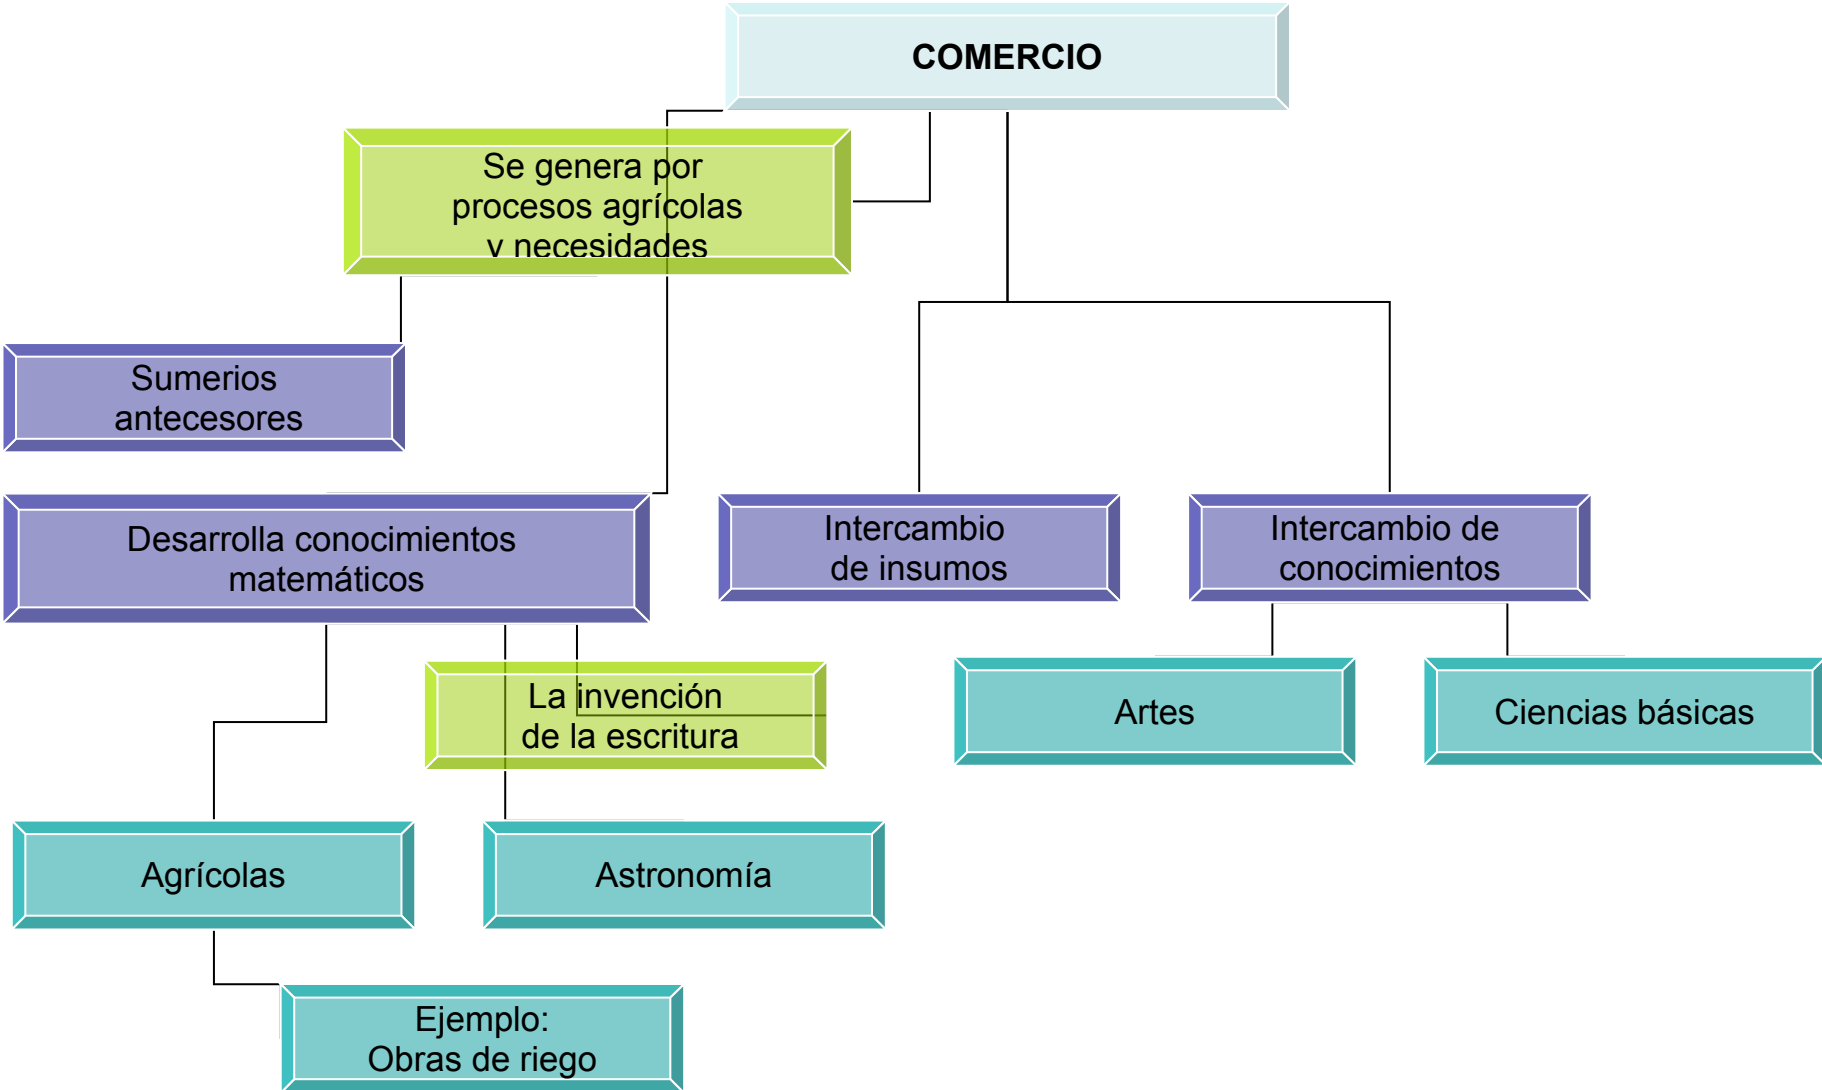 COMERCIO
Se genera por
procesos agrícolas
y necesidades
Sumerios
antecesores
Desarrolla conocimientos
matemáticos
Intercambio
de insumos
Intercambio de
conocimientos
La invención
de la escritura
Artes
Ciencias básicas
Agrícolas
Astronomía
Ejemplo:
Obras de riego